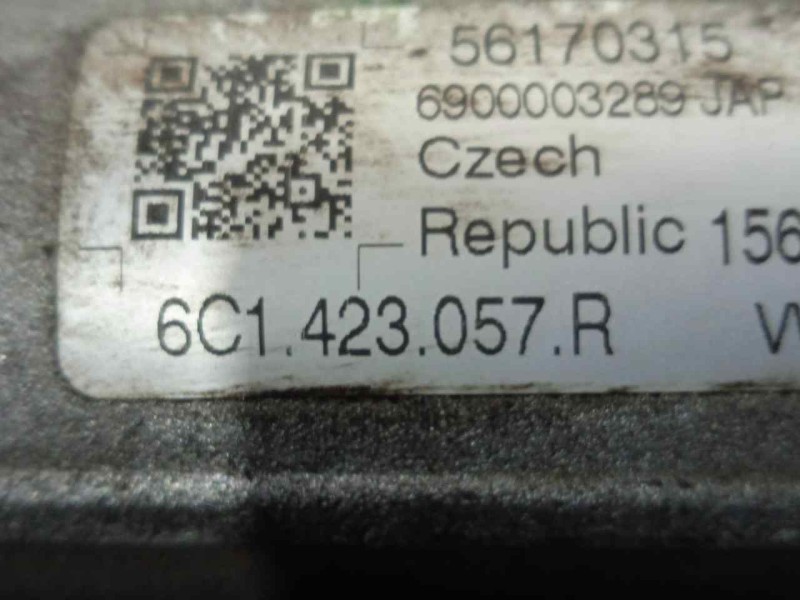 56170315
6900003289 JAP
Czech
Republic 156
6C1.423.057.R